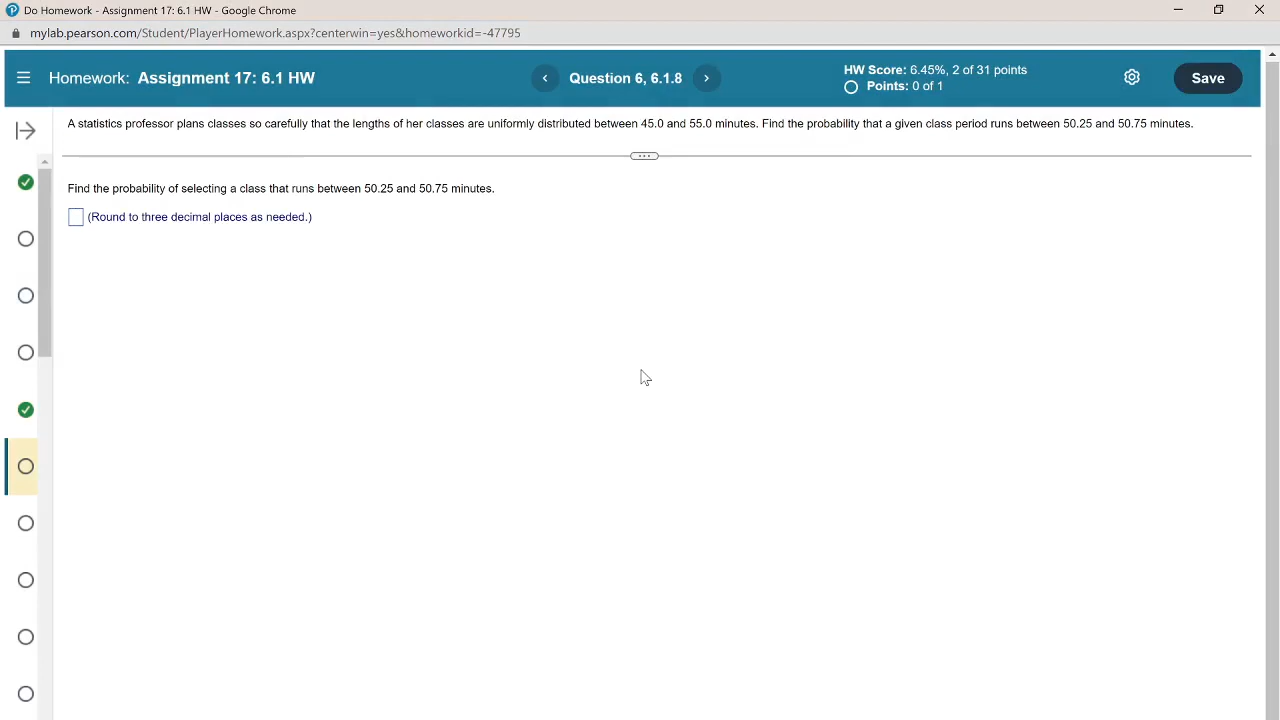 Do Homework - Assignment 17: 6.1 HW - Google Chrome
mylab.pearson.com/Student/PlayerHomework.aspx?centerwin=yes&homeworkid=-47795
Homework: Assignment 17: 6.1 HW
Question 6, 6.1.8
HW Score: 6.45%, 2 of 31 points
Points: 0 of 1
Save
A statistics professor plans classes so carefully that the lengths of her classes are uniformly distributed between 45.0 and 55.0 minutes. Find the probability that a given class period runs between 50.25 and 50.75 minutes.
Find the probability of selecting a class that runs between 50.25 and 50.75 minutes.
(Round to three decimal places as needed.)